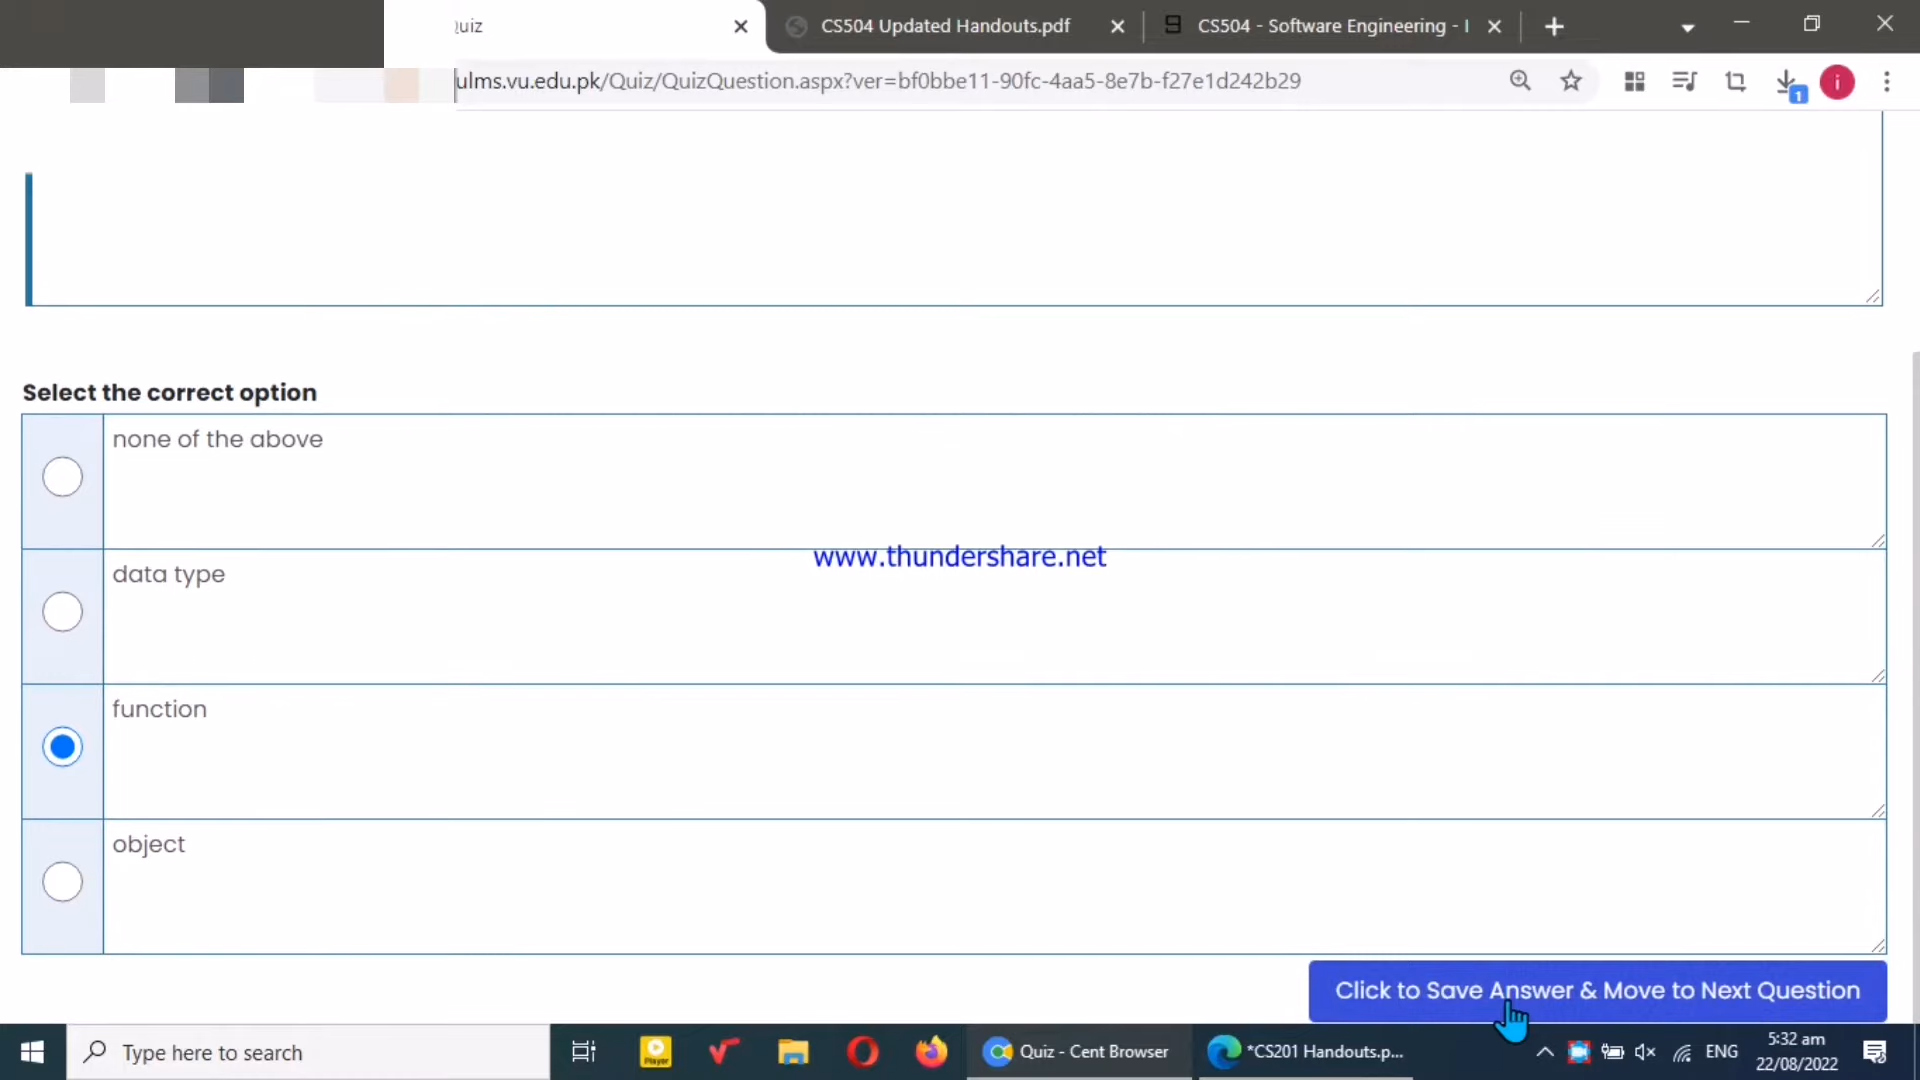 uiz
CS504 Updated Handouts.pdf
CS504 - Software Engineering - I
ulms.vu.edu.pk/Quiz/QuizQuestion.aspx?ver=bf0bbe11-90fc-4aa5-8e7b-f27e1d242b29
1
i
Select the correct option
none of the above
www.thundershare.net
data type
function
object
Click to Save Answer & Move to Next Question
Type here to search
Player
Quiz - Cent Browser
*CS201 Handouts.p...
ENG
5:32 am
22/08/2022